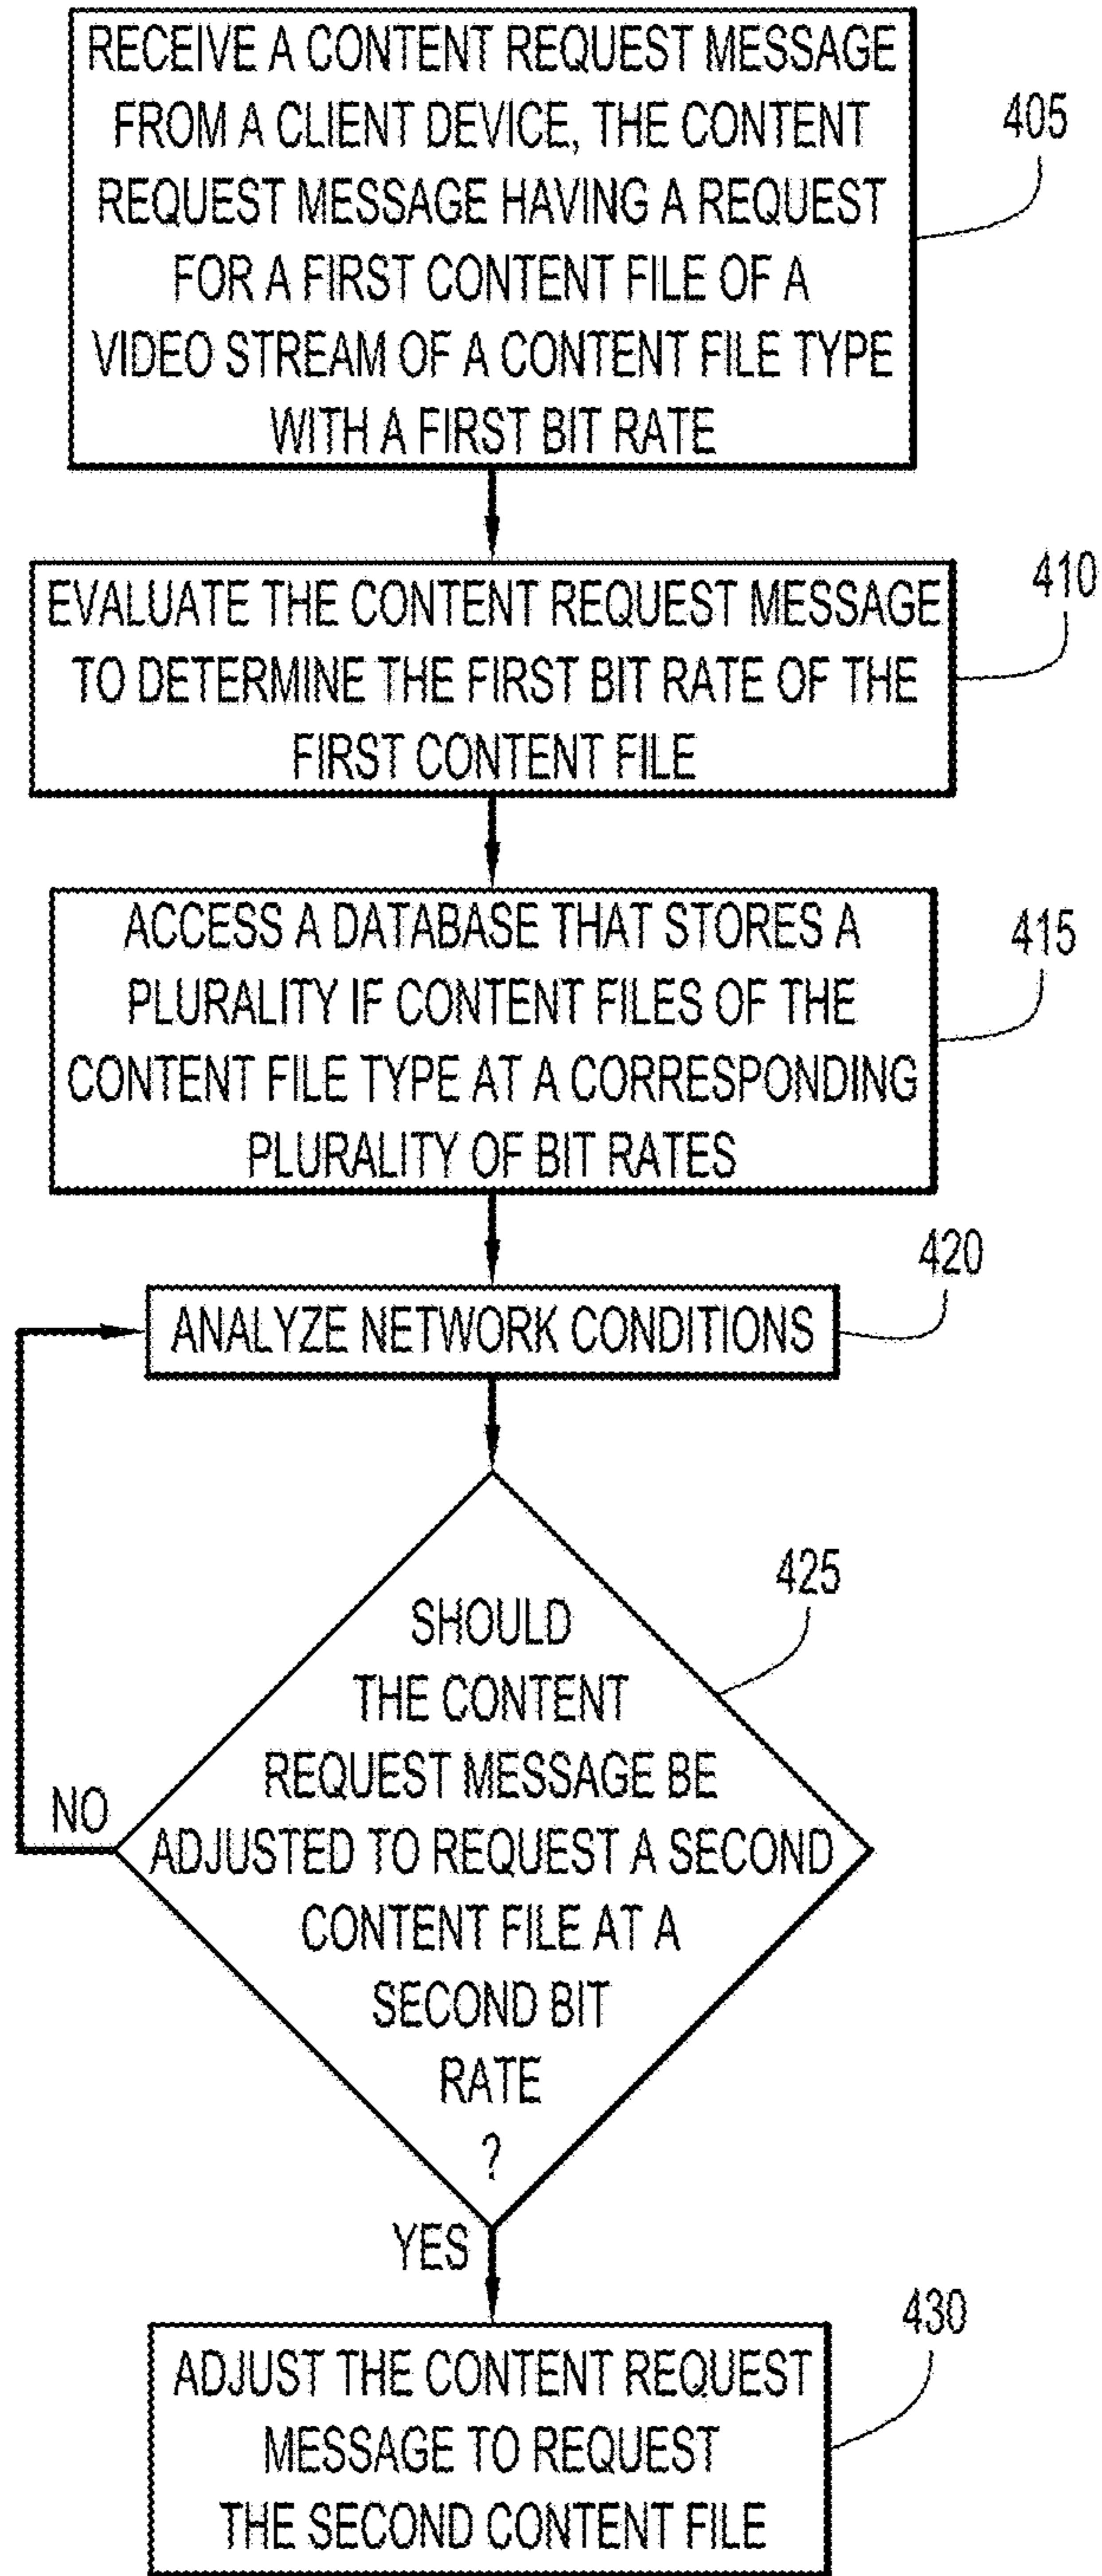 RECEIVE A CONTENT REQUEST MESSAGE
FROM A CLIENT DEVICE, THE CONTENT
REQUEST MESSAGE HAVING A REQUEST
FOR A FIRST CONTENT FILE OF A
VIDEO STREAM OF A CONTENT FILE TYPE
WITH A FIRST BIT RATE
405
EVALUATE THE CONTENT REQUEST MESSAGE
TO DETERMINE THE FIRST BIT RATE OF THE
FIRST CONTENT FILE
410
ACCESS A DATABASE THAT STORES A
PLURALITY IF CONTENT FILES OF THE
CONTENT FILE TYPE AT A CORRESPONDING
PLURALITY OF BIT RATES
415
ANALYZE NETWORK CONDITIONS
420
SHOULD
THE CONTENT
REQUEST MESSAGE BE
ADJUSTED TO REQUEST A SECOND
CONTENT FILE AT A
SECOND BIT
RATE
?
425
NO
YES
ADJUST THE CONTENT REQUEST
MESSAGE TO REQUEST
THE SECOND CONTENT FILE
430